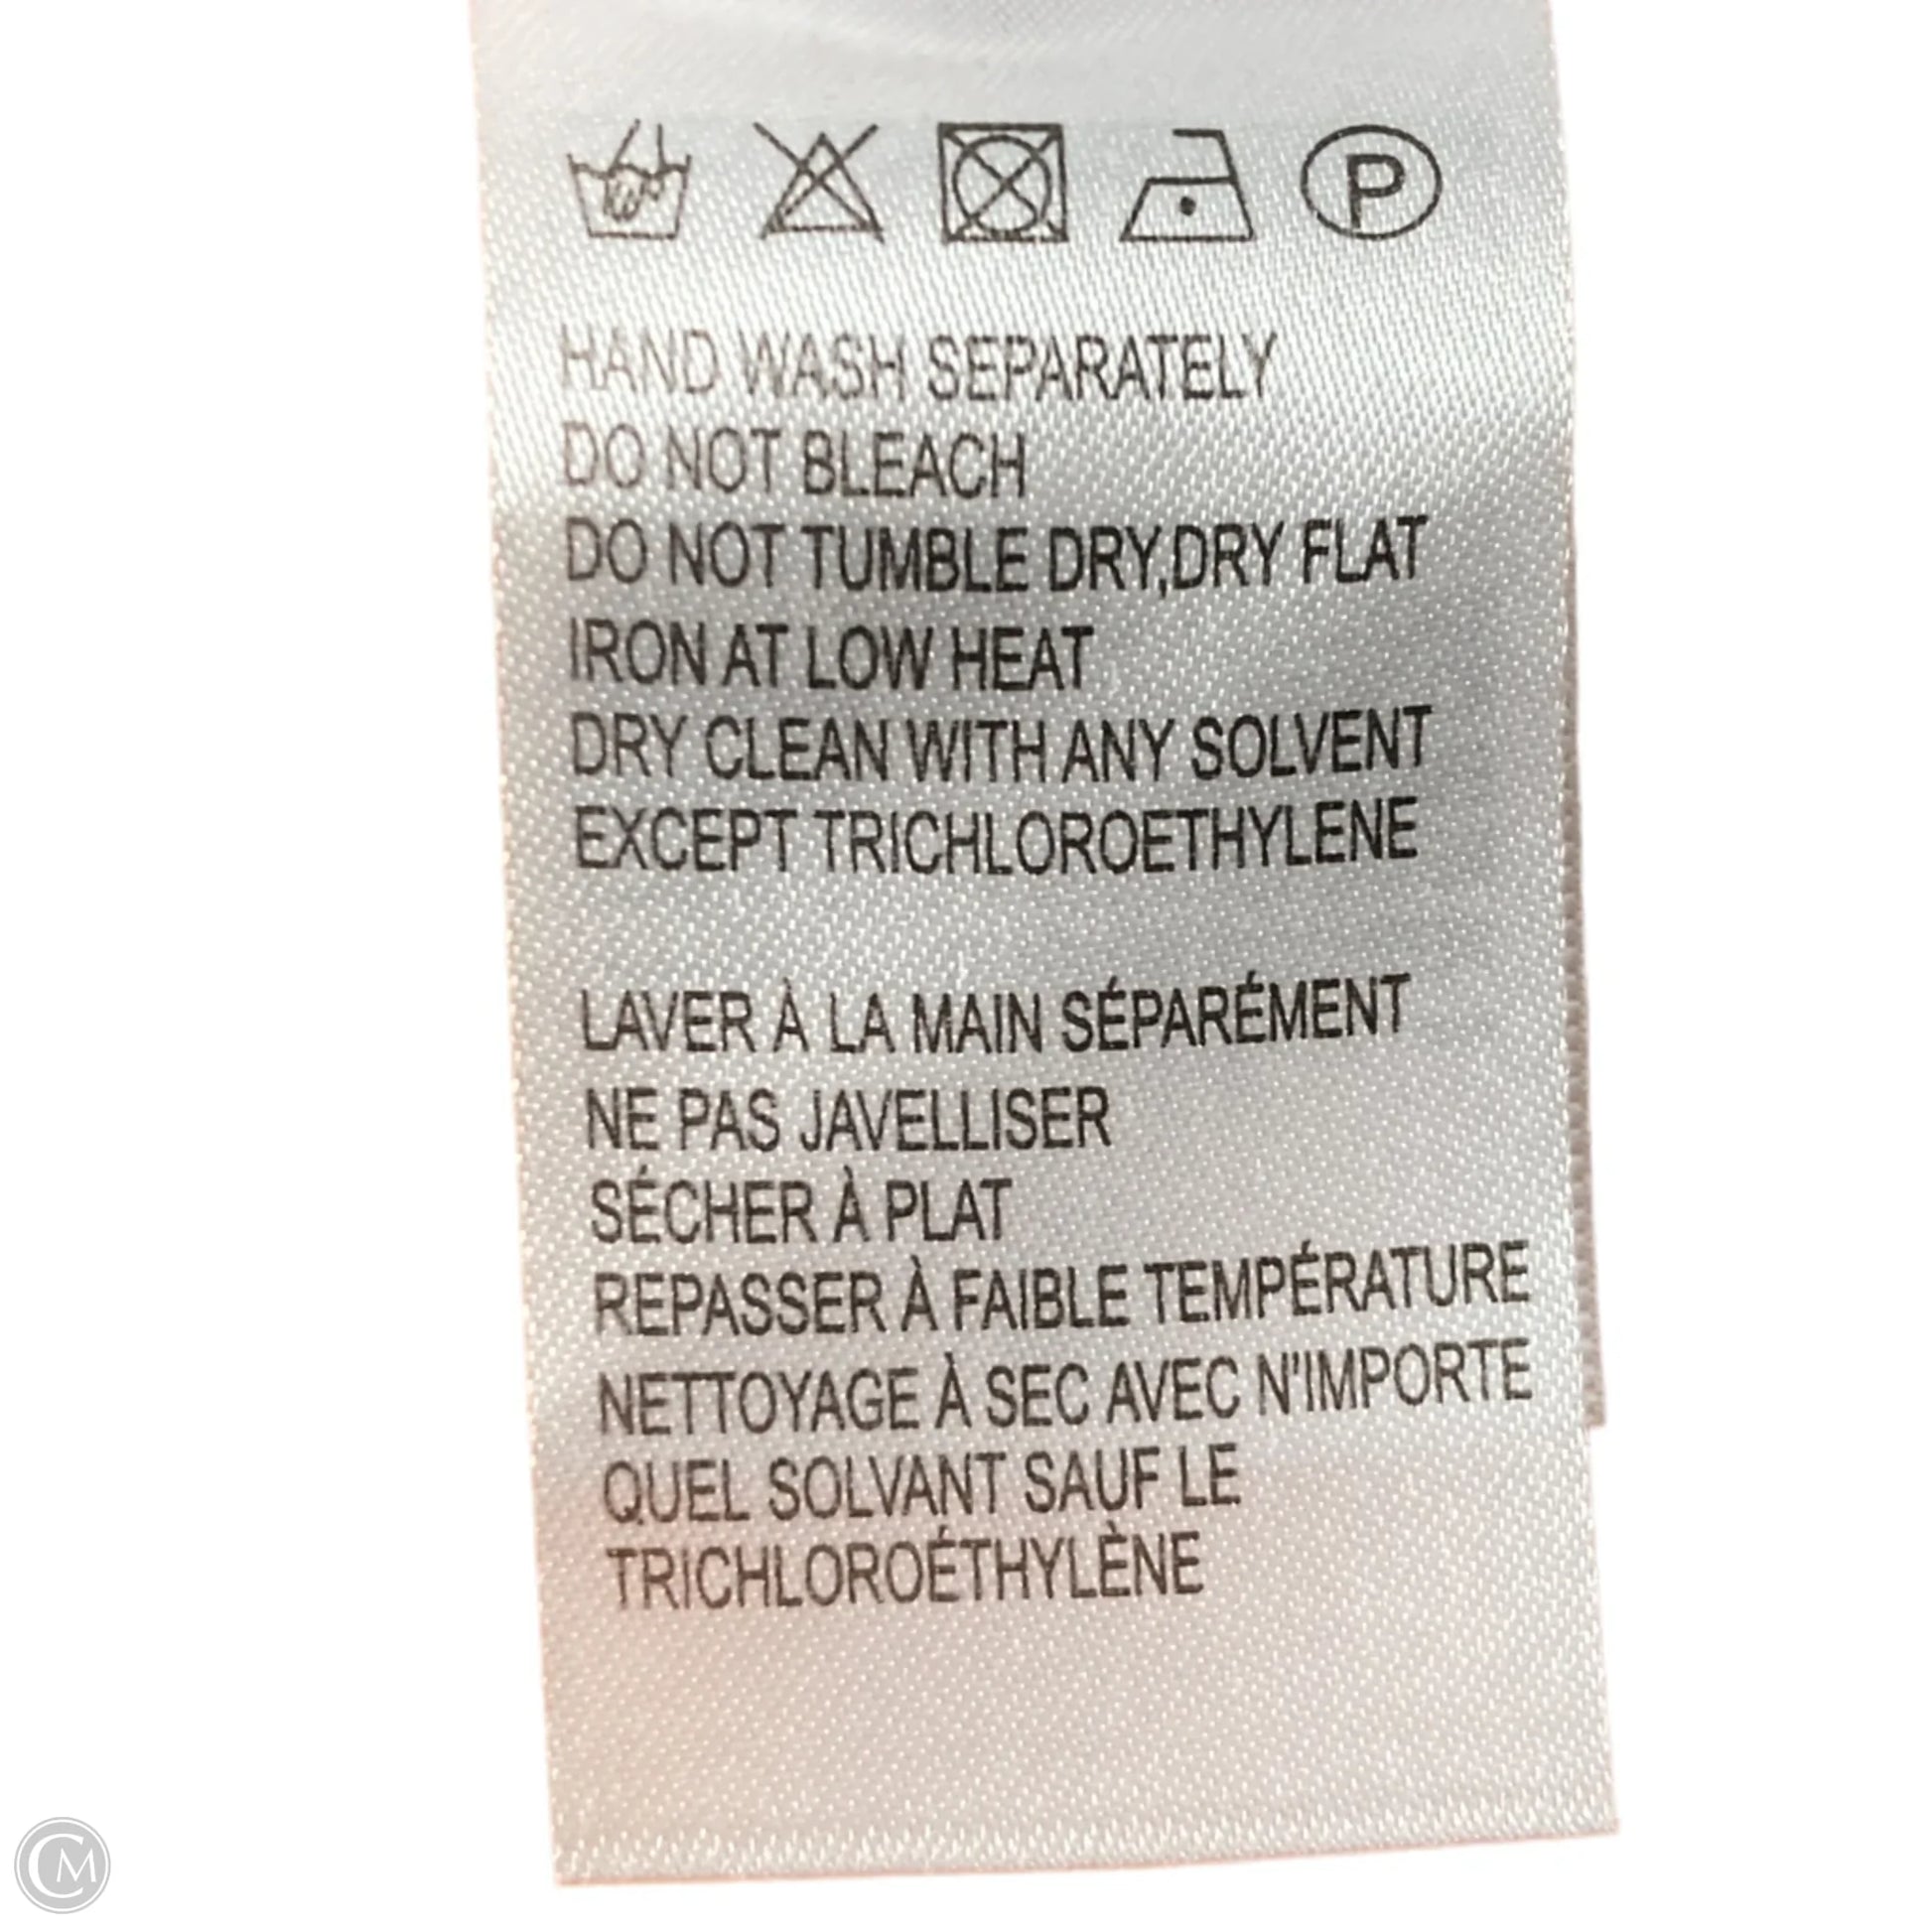 P
HAND WASH SEPARATELY
DO NOT BLEACH
DO NOT TUMBLE DRY,DRY FLAT
IRON AT LOW HEAT
DRY CLEAN WITH ANY SOLVENT
EXCEPT TRICHLOROETHYLENE
LAVER À LA MAIN SÉPARÉMENT
NE PAS JAVELLISER
SÉCHER À PLAT
REPASSER À FAIBLE TEMPÉRATURE
NETTOYAGE À SEC AVEC N'IMPORTE
QUEL SOLVANT SAUF LE
TRICHLOROÉTHYLÈNE
CM